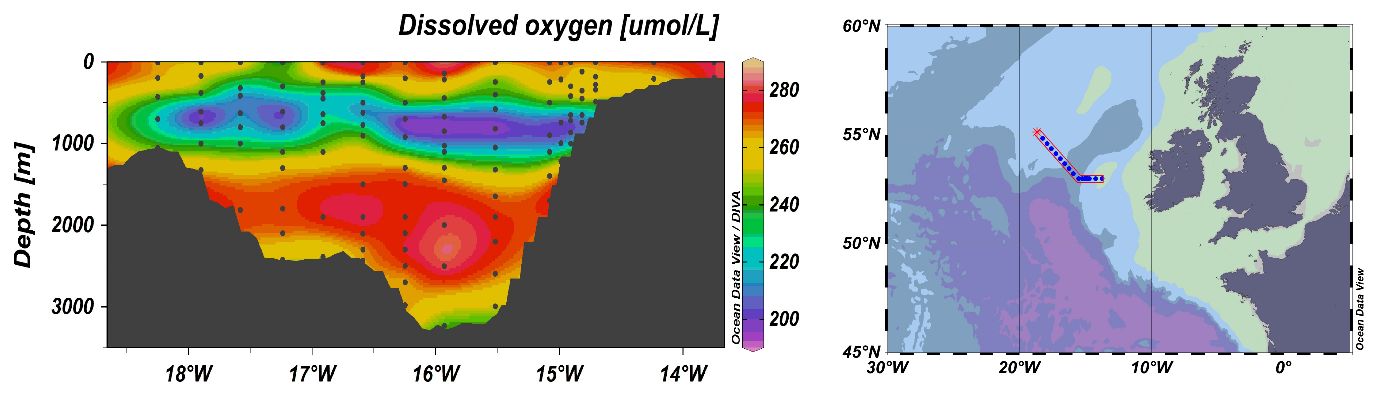 Dissolved oxygen [umol/L]
Depth [m]
0
1000
2000
3000
18°W
17°W
16°W
15°W
14°W
Ocean Data View / DIVA
280
260
240
220
200
60°N
55°N
50°N
45°N
30°W
20°W
10°W
0°
Ocean Data View